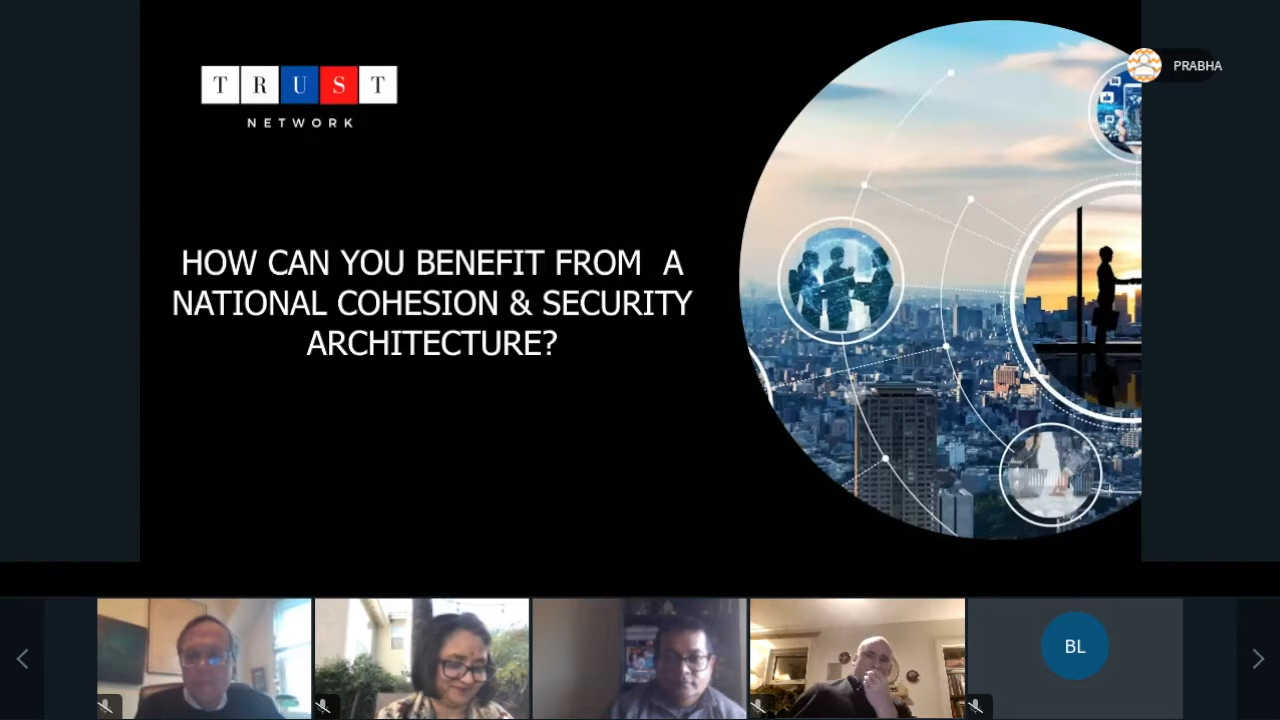 TRUST
NETWORK
PRABHA
HOW CAN YOU BENEFIT FROM A
NATIONAL COHESION & SECURITY
ARCHITECTURE?
BL